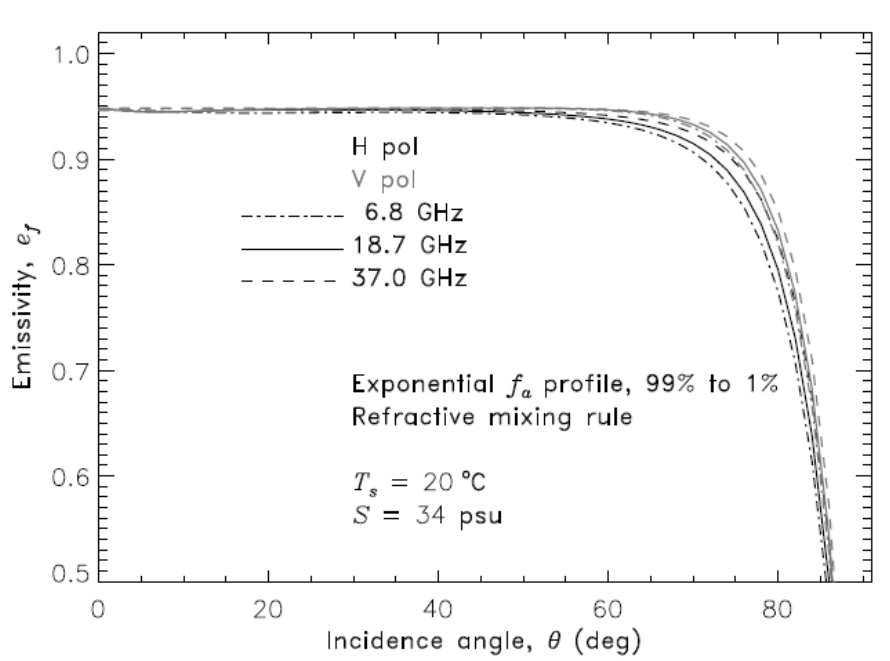 1.0
0.9
0.8
0.7
0.6
0.5
Emissivity, e_f
H pol
V pol
6.8 GHz
18.7 GHz
37.0 GHz
Exponential f_a profile, 99% to 1%
Refractive mixing rule
T_s = 20 °C
S = 34 psu
0 20 40 60 80
Incidence angle, θ (deg)